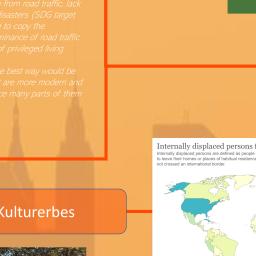 from road traffic, lack
disasters (SDG target
to copy the
minance of road traffic
of privileged living
e best way would be
are more modern and
ce many parts of them
Kulturerbes
Internally displaced persons f
Internally displaced persons are defined as people
to leave their homes or places of habitual residence
not crossed an international border.